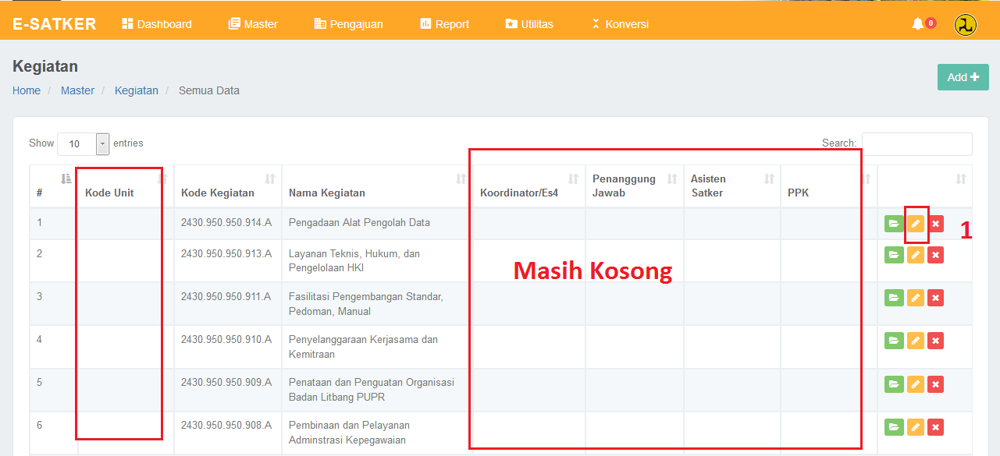 E-SATKER Dashboard Master Pengajuan Report Utilitas Konversi 0
Kegiatan
Home / Master / Kegiatan / Semua Data
Add +
Show 10 entries Search:
# Kode Unit Kode Kegiatan Nama Kegiatan Koordinator/Es4 Penanggung Jawab Asisten Satker PPK
1 2430.950.950.914.A Pengadaan Alat Pengolah Data
1
2 2430.950.950.913.A Layanan Teknis, Hukum, dan
Pengelolaan HKI
Masih Kosong
3 2430.950.950.911.A Fasilitasi Pengembangan Standar,
Pedoman, Manual
4 2430.950.950.910.A Penyelanggaraan Kerjasama dan
Kemitraan
5 2430.950.950.909.A Penataan dan Penguatan Organisasi
Badan Litbang PUPR
6 2430.950.950.908.A Pembinaan dan Pelayanan
Adminstrasi Kepegawaian